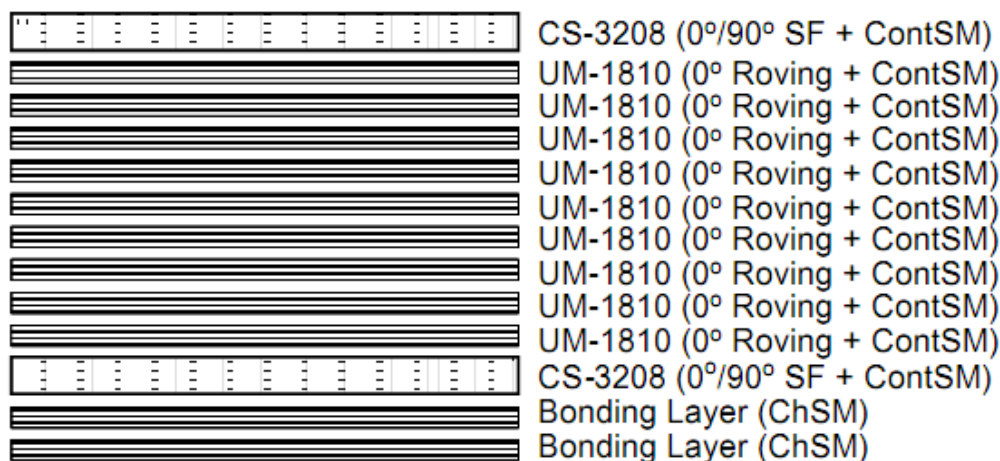 CS-3208 (0º/90º SF + ContSM)
UM-1810 (0º Roving + ContSM)
UM-1810 (0º Roving + ContSM)
UM-1810 (0º Roving + ContSM)
UM-1810 (0º Roving + ContSM)
UM-1810 (0º Roving + ContSM)
UM-1810 (0º Roving + ContSM)
UM-1810 (0º Roving + ContSM)
UM-1810 (0º Roving + ContSM)
UM-1810 (0º Roving + ContSM)
CS-3208 (0º/90º SF + ContSM)
Bonding Layer (ChSM)
Bonding Layer (ChSM)